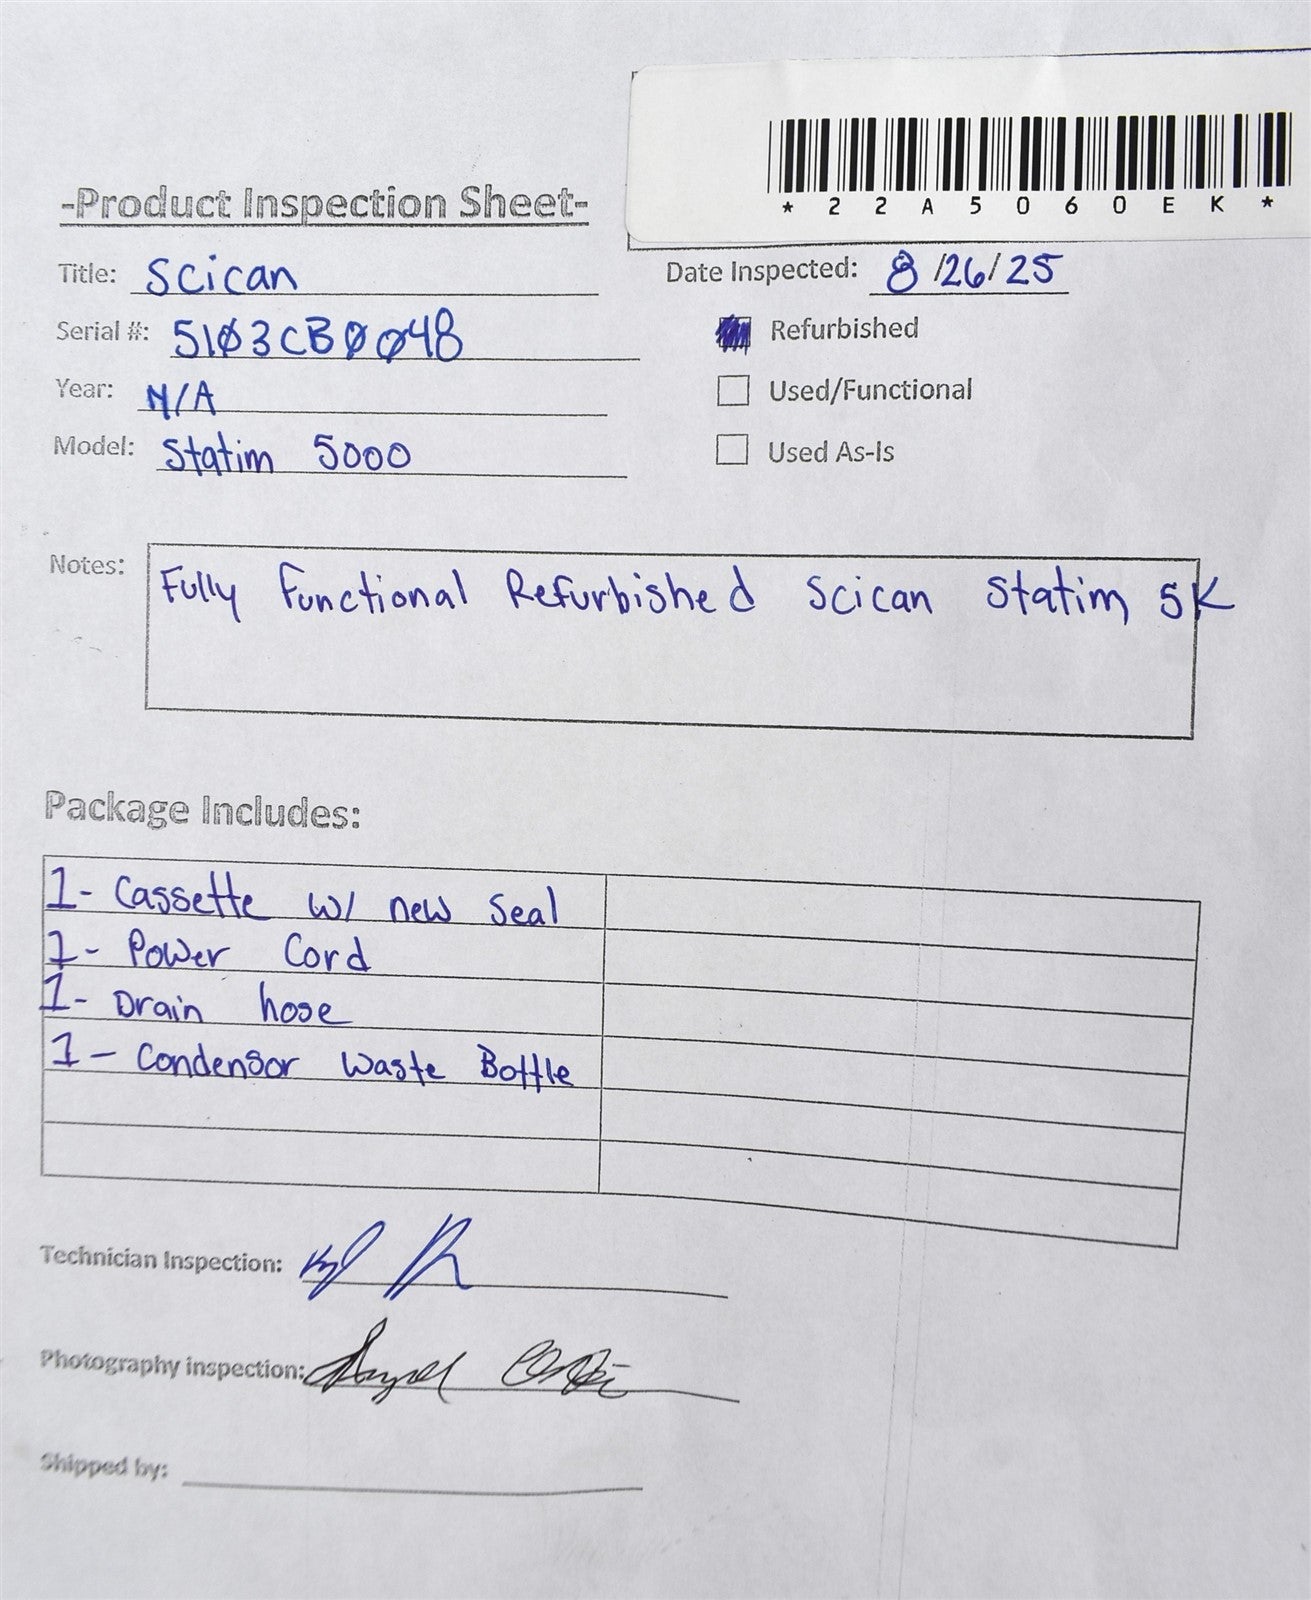 *22A5060EK*
-Product Inspection Sheet-
Title: Scican
Date Inspected: 8/26/25
Serial #: 5103CB0048
Refurbished
Year: N/A
Used/Functional
Model: Statim 5000
Used As-Is
Notes: Fully Functional Refurbished Scican Statim 5K
Package Includes:
1- Cassette w/ new seal
1- Power Cord
1- Drain hose
1- Condensor Waste Bottle
Technician Inspection:
Photography inspection:
Shipped by: